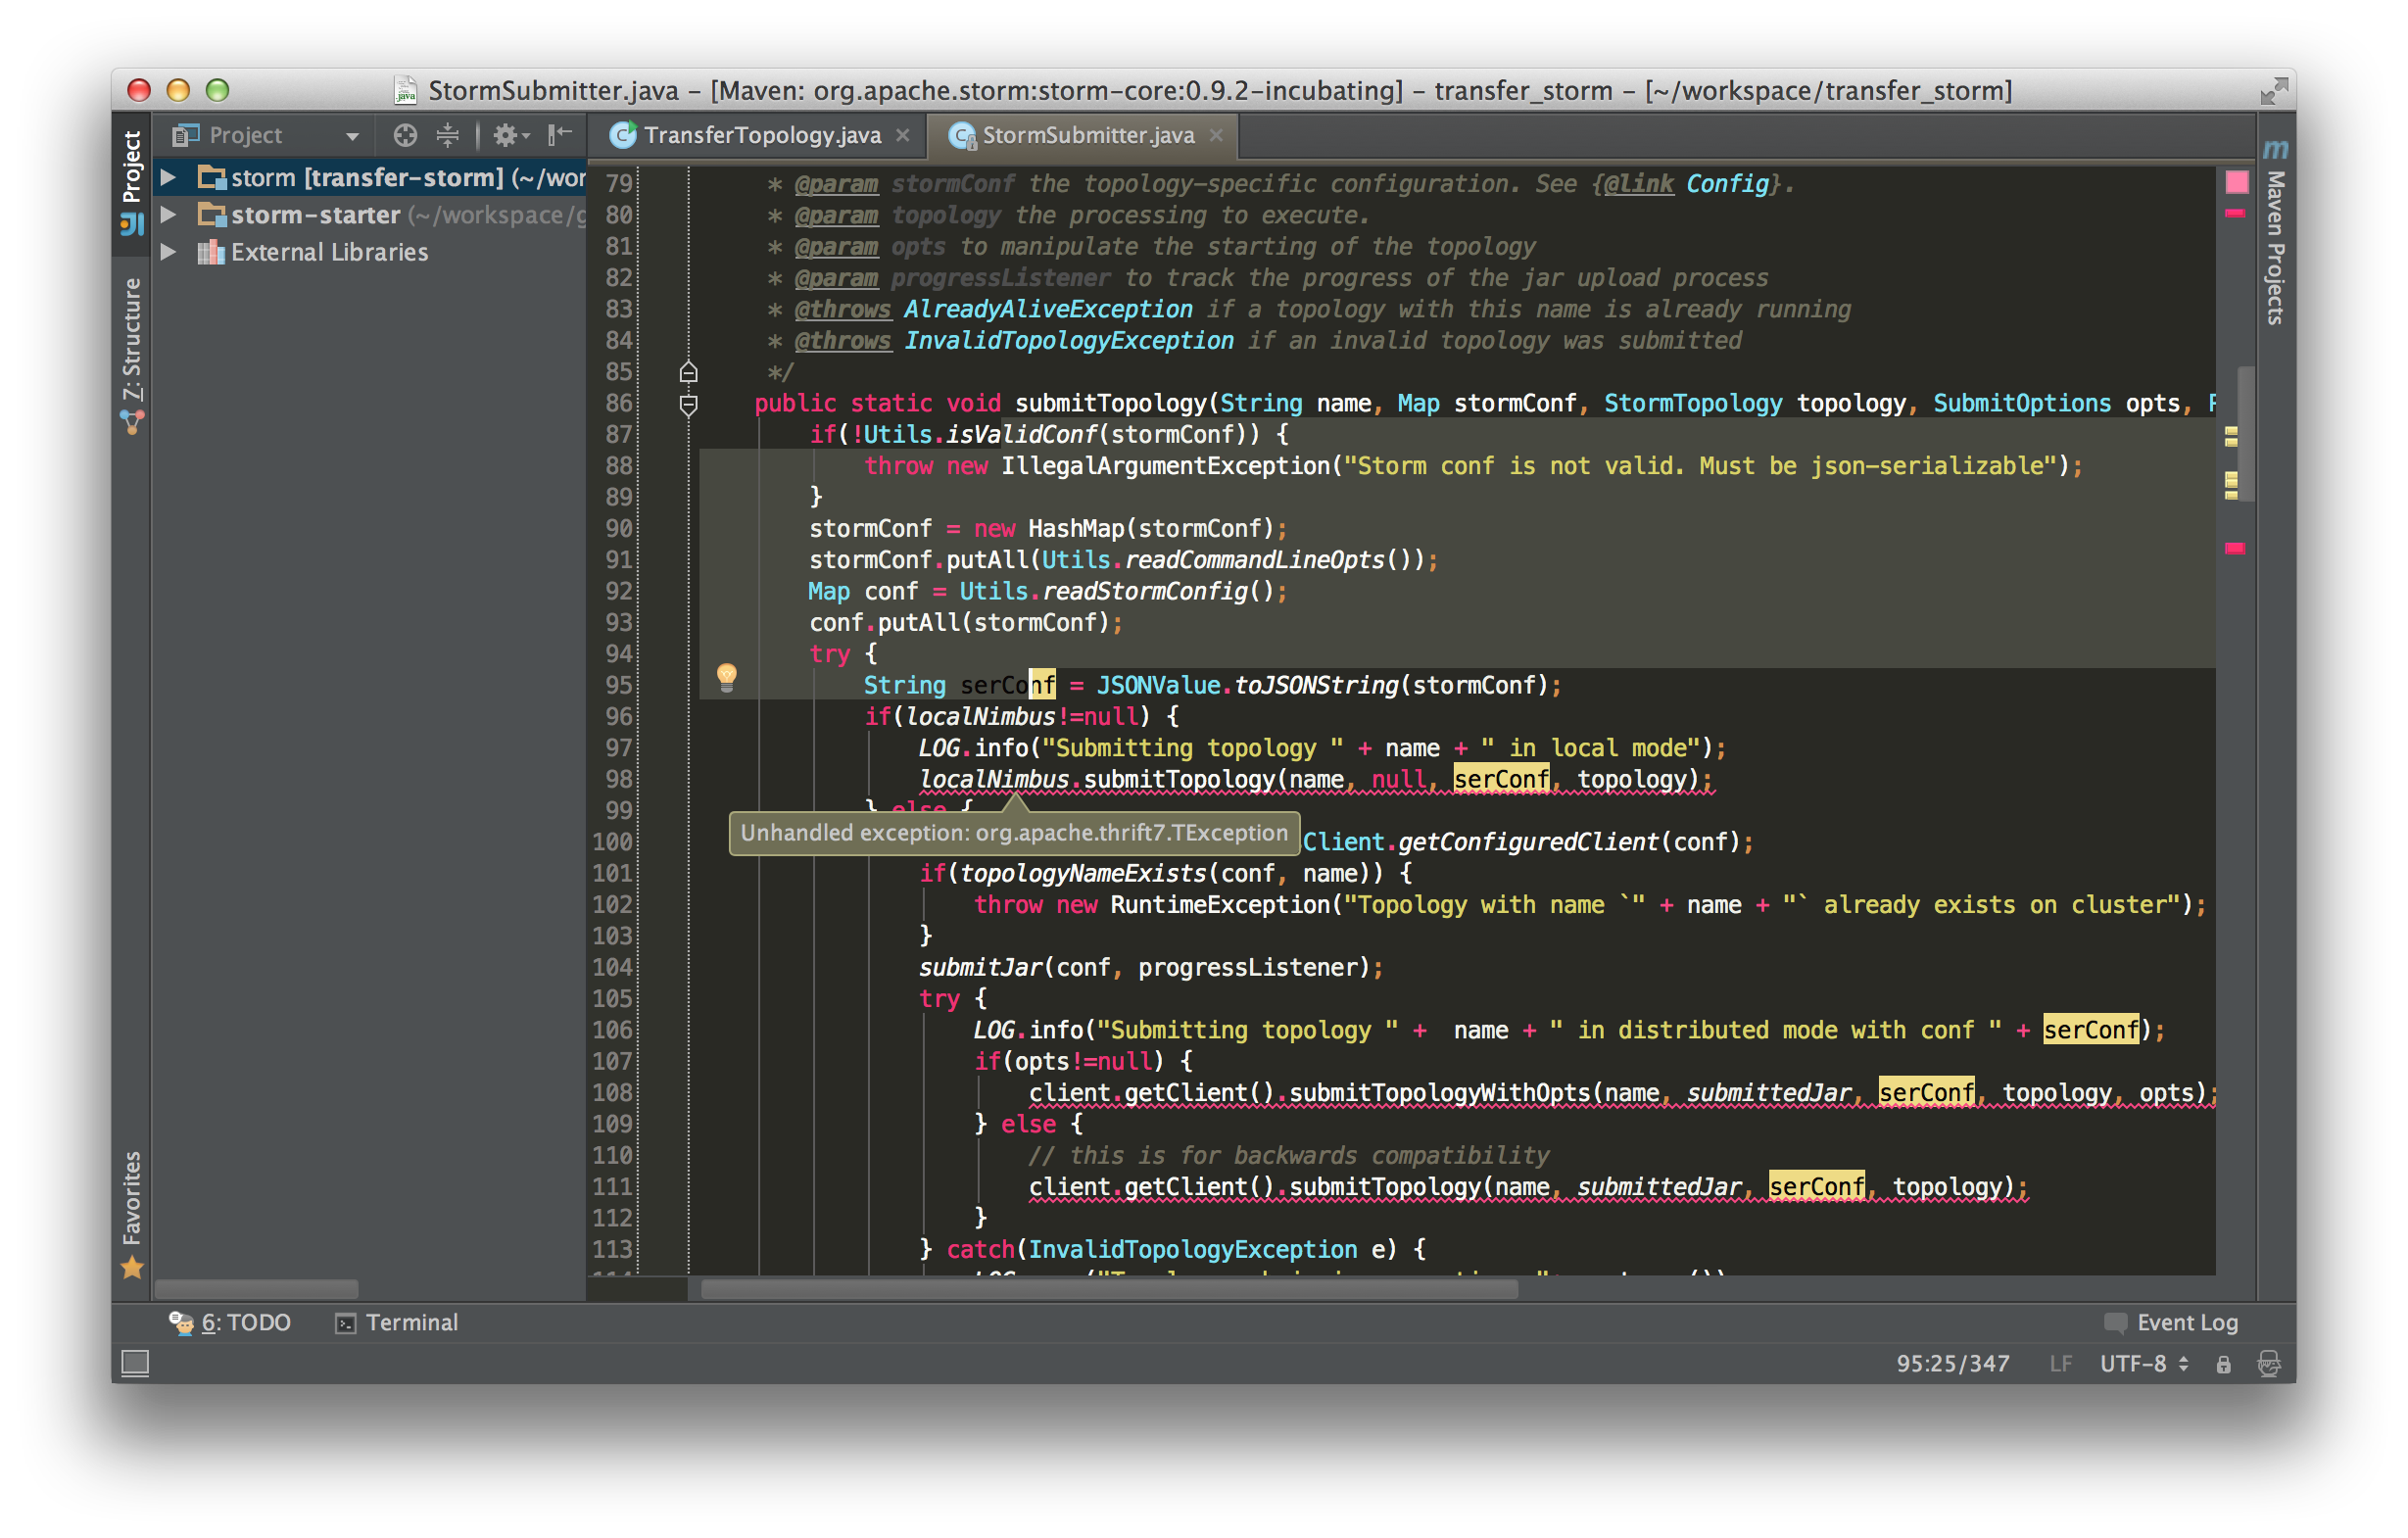 StormSubmitter.java – [Maven: org.apache.storm:storm-core:0.9.2-incubating] – transfer_storm – [~/workspace/transfer_storm]
Project
TransferTopology.java
StormSubmitter.java
Project
Z: Structure
Favorites
storm [transfer-storm] (~/wor
storm-starter (~/workspace/g
External Libraries
79 * @param stormConf the topology-specific configuration. See {@link Config}.
80 * @param topology the processing to execute.
81 * @param opts to manipulate the starting of the topology
82 * @param progressListener to track the progress of the jar upload process
83 * @throws AlreadyAliveException if a topology with this name is already running
84 * @throws InvalidTopologyException if an invalid topology was submitted
85 */
86 public static void submitTopology(String name, Map stormConf, StormTopology topology, SubmitOptions opts,
87 if(!Utils.isValidConf(stormConf)) {
88 throw new IllegalArgumentException("Storm conf is not valid. Must be json-serializable");
89 }
90 stormConf = new HashMap(stormConf);
91 stormConf.putAll(Utils.readCommandLineOpts());
92 Map conf = Utils.readStormConfig();
93 conf.putAll(stormConf);
94 try {
95 String serConf = JSONValue.toJSONString(stormConf);
96 if(localNimbus!=null) {
97 LOG.info("Submitting topology " + name + " in local mode");
98 localNimbus.submitTopology(name, null, serConf, topology);
99 } else {
Unhandled exception: org.apache.thrift7.TException
100 Client.getConfiguredClient(conf);
101 if(topologyNameExists(conf, name)) {
102 throw new RuntimeException("Topology with name `" + name + "` already exists on cluster");
103 }
104 submitJar(conf, progressListener);
105 try {
106 LOG.info("Submitting topology " +  name + " in distributed mode with conf " + serConf);
107 if(opts!=null) {
108 client.getClient().submitTopologyWithOpts(name, submittedJar, serConf, topology, opts);
109 } else {
110 // this is for backwards compatibility
111 client.getClient().submitTopology(name, submittedJar, serConf, topology);
112 }
113 } catch(InvalidTopologyException e) {
Maven Projects
6: TODO
Terminal
Event Log
95:25/347 LF UTF-8